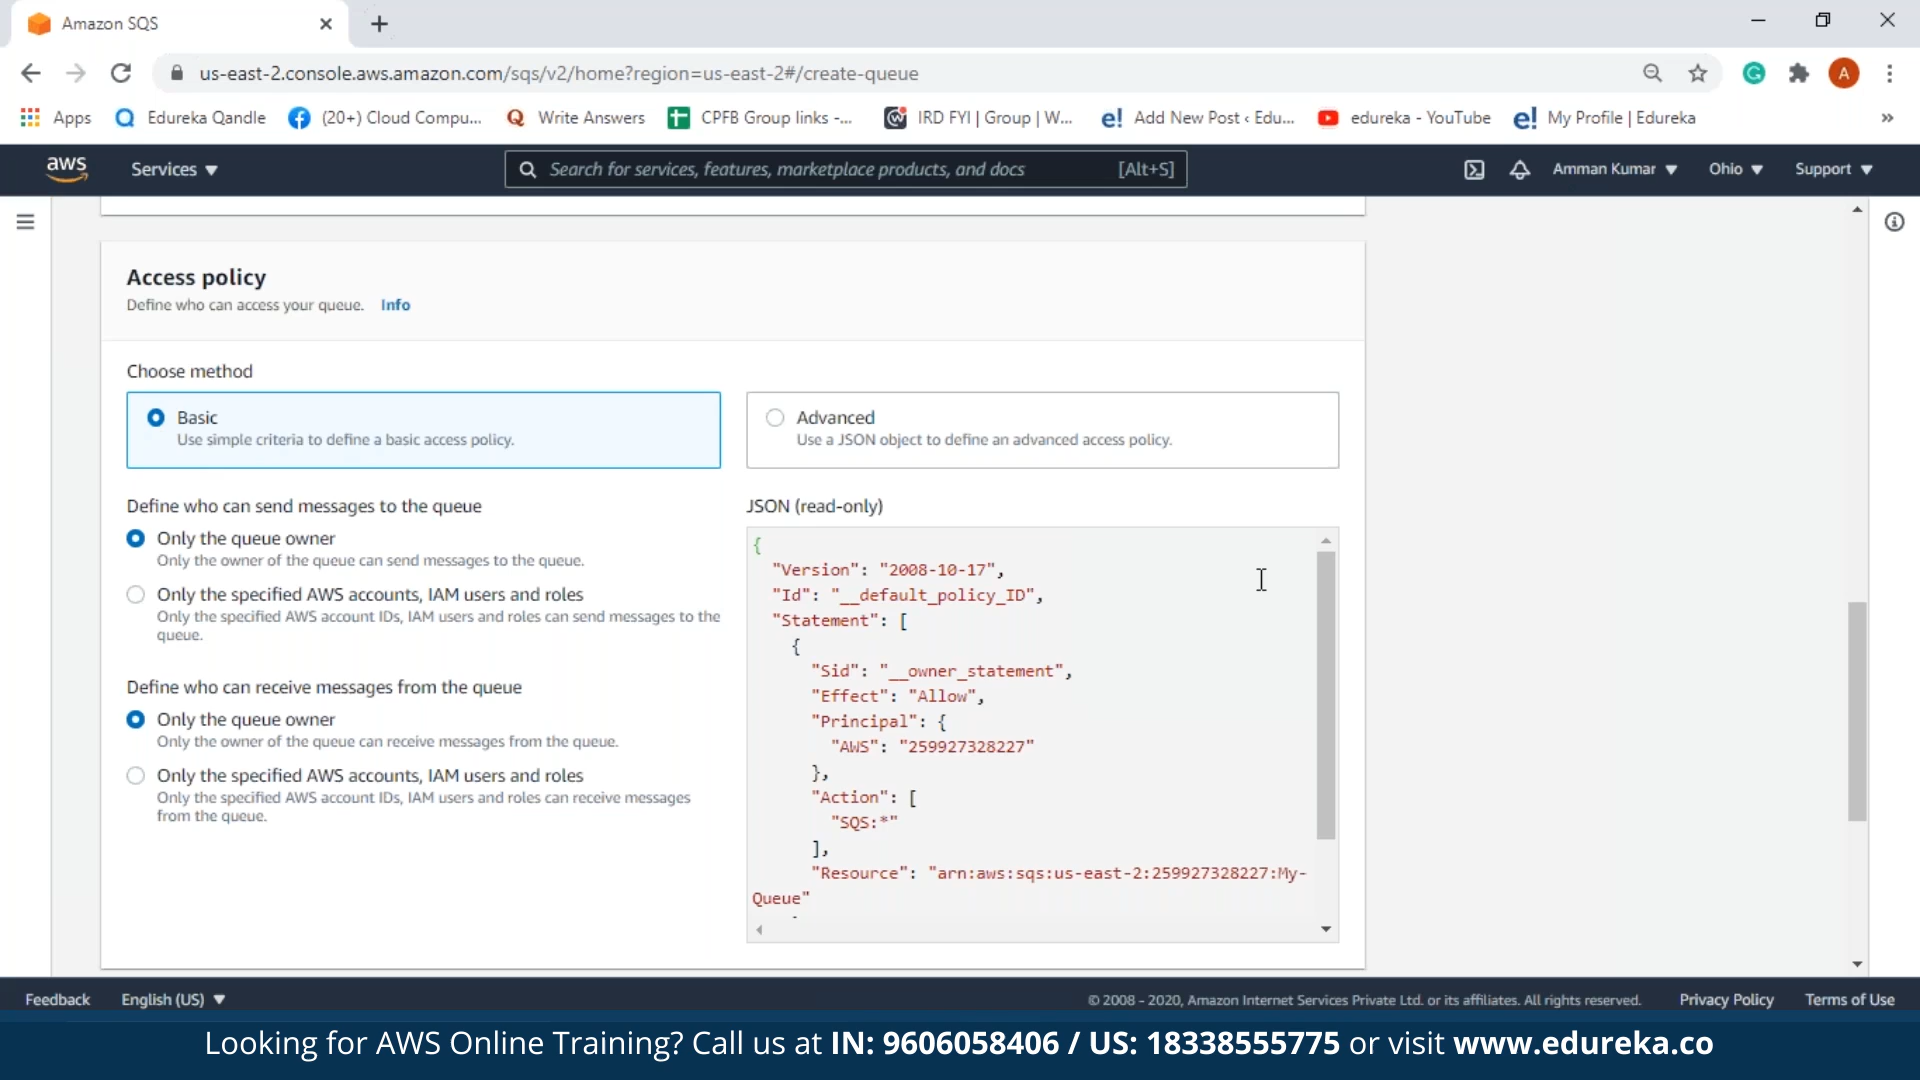 Amazon SQS
us-east-2.console.aws.amazon.com/sqs/v2/home?region=us-east-2#/create-queue
A
Apps
Edureka Qandle
(20+) Cloud Compu...
Write Answers
CPFB Group links -...
IRD FYI | Group | W...
Add New Post ‹ Edu...
edureka - YouTube
My Profile | Edureka
aws
Services
Search for services, features, marketplace products, and docs
[Alt+S]
Amman Kumar
Ohio
Support
Access policy
Define who can access your queue. Info
Choose method
Basic
Use simple criteria to define a basic access policy.
Advanced
Use a JSON object to define an advanced access policy.
Define who can send messages to the queue
Only the queue owner
Only the owner of the queue can send messages to the queue.
Only the specified AWS accounts, IAM users and roles
Only the specified AWS account IDs, IAM users and roles can send messages to the
queue.
Define who can receive messages from the queue
Only the queue owner
Only the owner of the queue can receive messages from the queue.
Only the specified AWS accounts, IAM users and roles
Only the specified AWS account IDs, IAM users and roles can receive messages
from the queue.
JSON (read-only)
{
"Version": "2008-10-17",
"Id": "__default_policy_ID",
"Statement": [
{
"Sid": "__owner_statement",
"Effect": "Allow",
"Principal": {
"AWS": "259927328227"
},
"Action": [
"SQS:*"
],
"Resource": "arn:aws:sqs:us-east-2:259927328227:My-
Queue"
Feedback
English (US)
© 2008 - 2020, Amazon Internet Services Private Ltd. or its affiliates. All rights reserved.
Privacy Policy
Terms of Use
Looking for AWS Online Training? Call us at IN: 9606058406 / US: 18338555775 or visit www.edureka.co